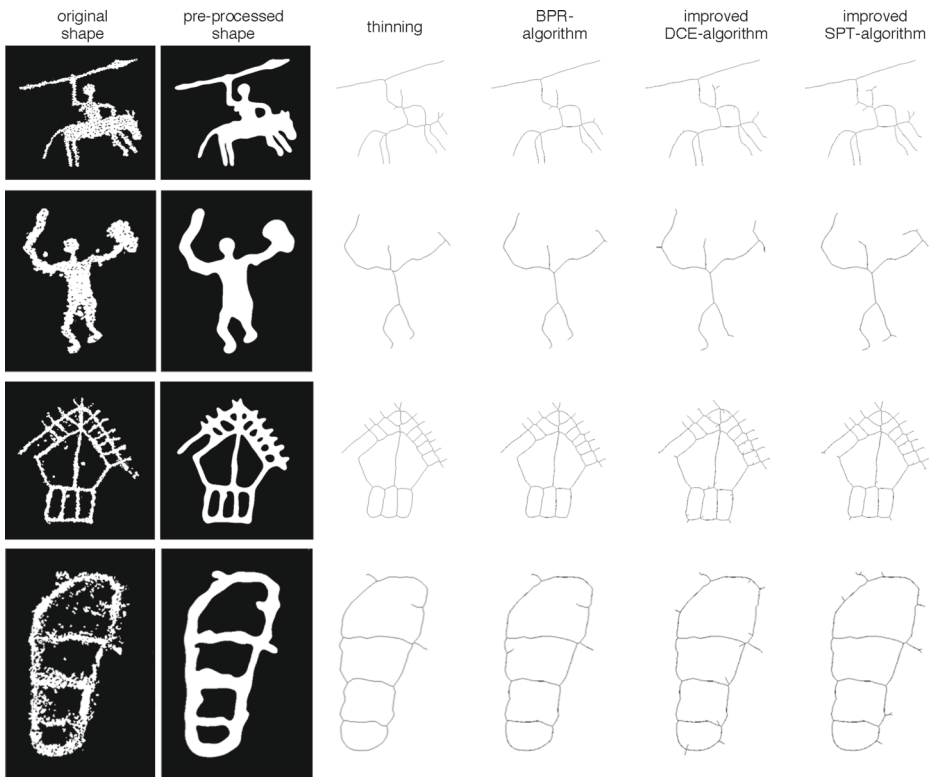 original
shape
pre-processed
shape
thinning
BPR-
algorithm
improved
DCE-algorithm
improved
SPT-algorithm